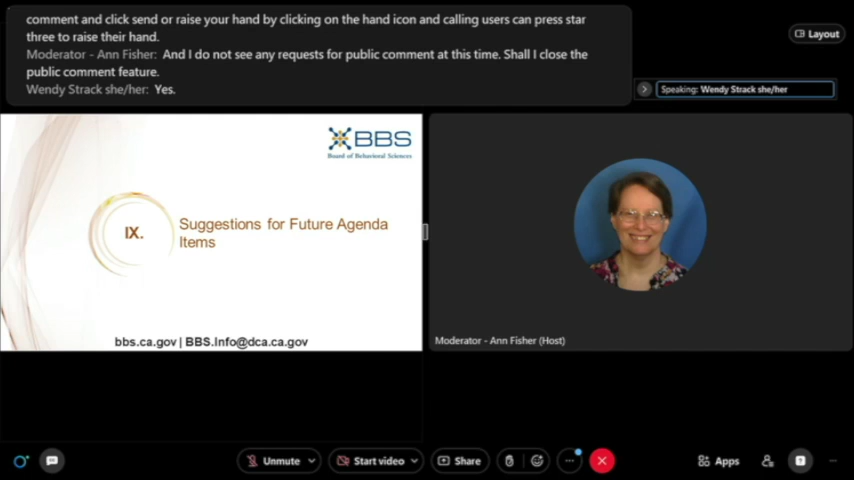 comment and click send or raise your hand by clicking on the hand icon and calling users can press star
three to raise their hand.
Moderator - Ann Fisher: And I do not see any requests for public comment at this time. Shall I close the
public comment feature.
Wendy Strack she/her: Yes.
Layout
Speaking: Wendy Strack she/her
BBS
Board of Behavioral Sciences
IX.
Suggestions for Future Agenda
Items
bbs.ca.gov | BBS.Info@dca.ca.gov
Moderator - Ann Fisher (Host)
Unmute
Start video
Share
Apps